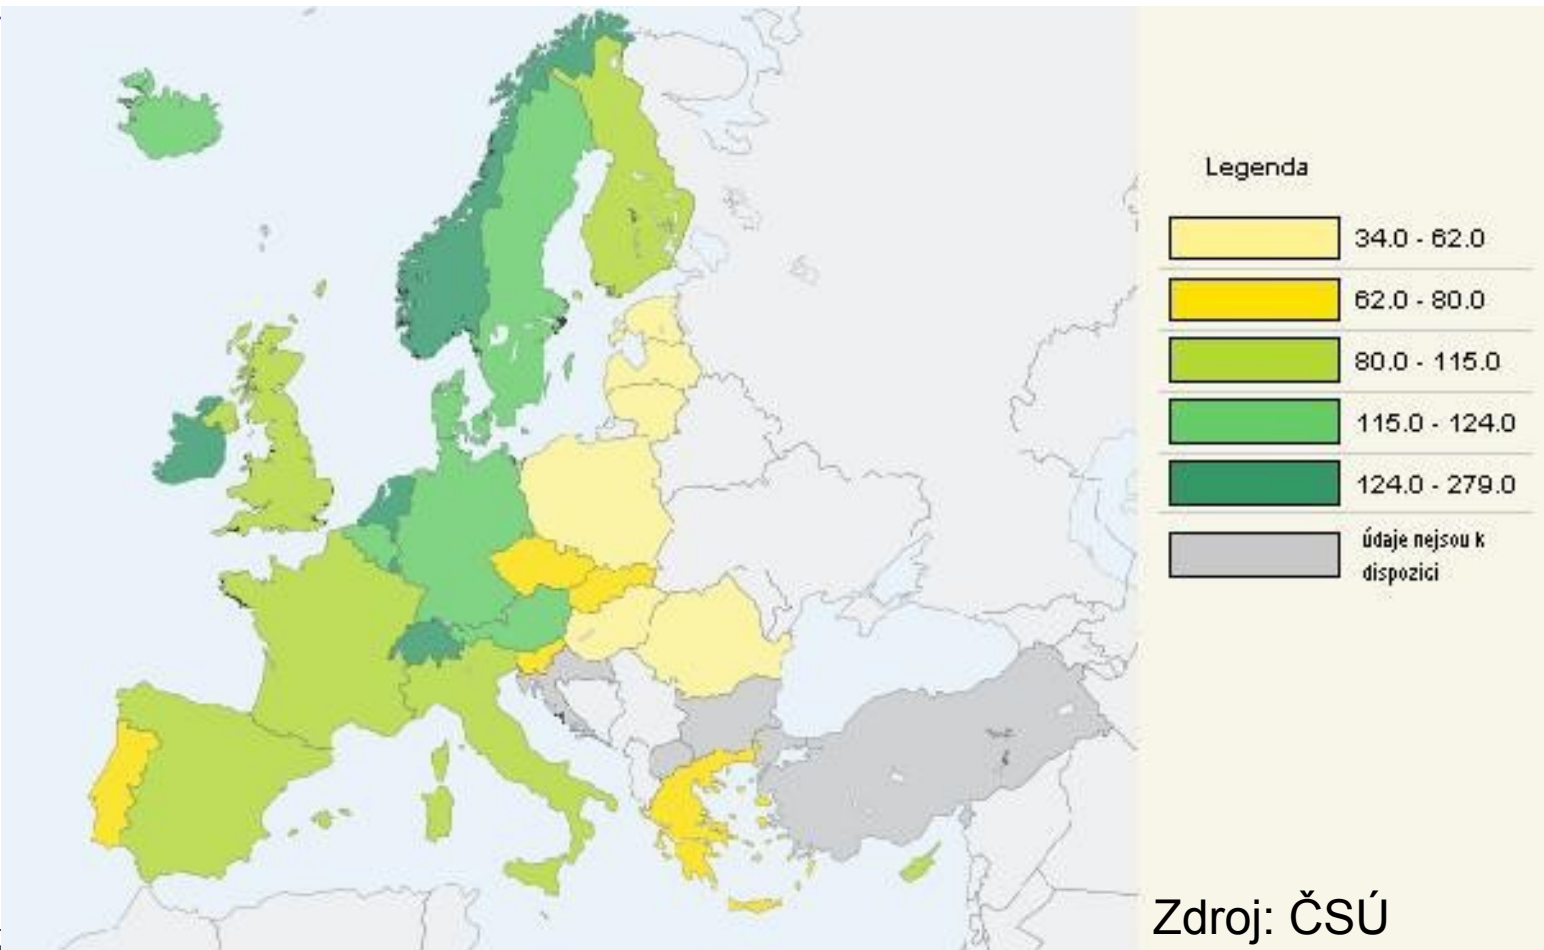 Legenda
34.0 - 62.0
62.0 - 80.0
80.0 - 115.0
115.0 - 124.0
124.0 - 279.0
údaje nejsou k
dispozici
Zdroj: ČSÚ